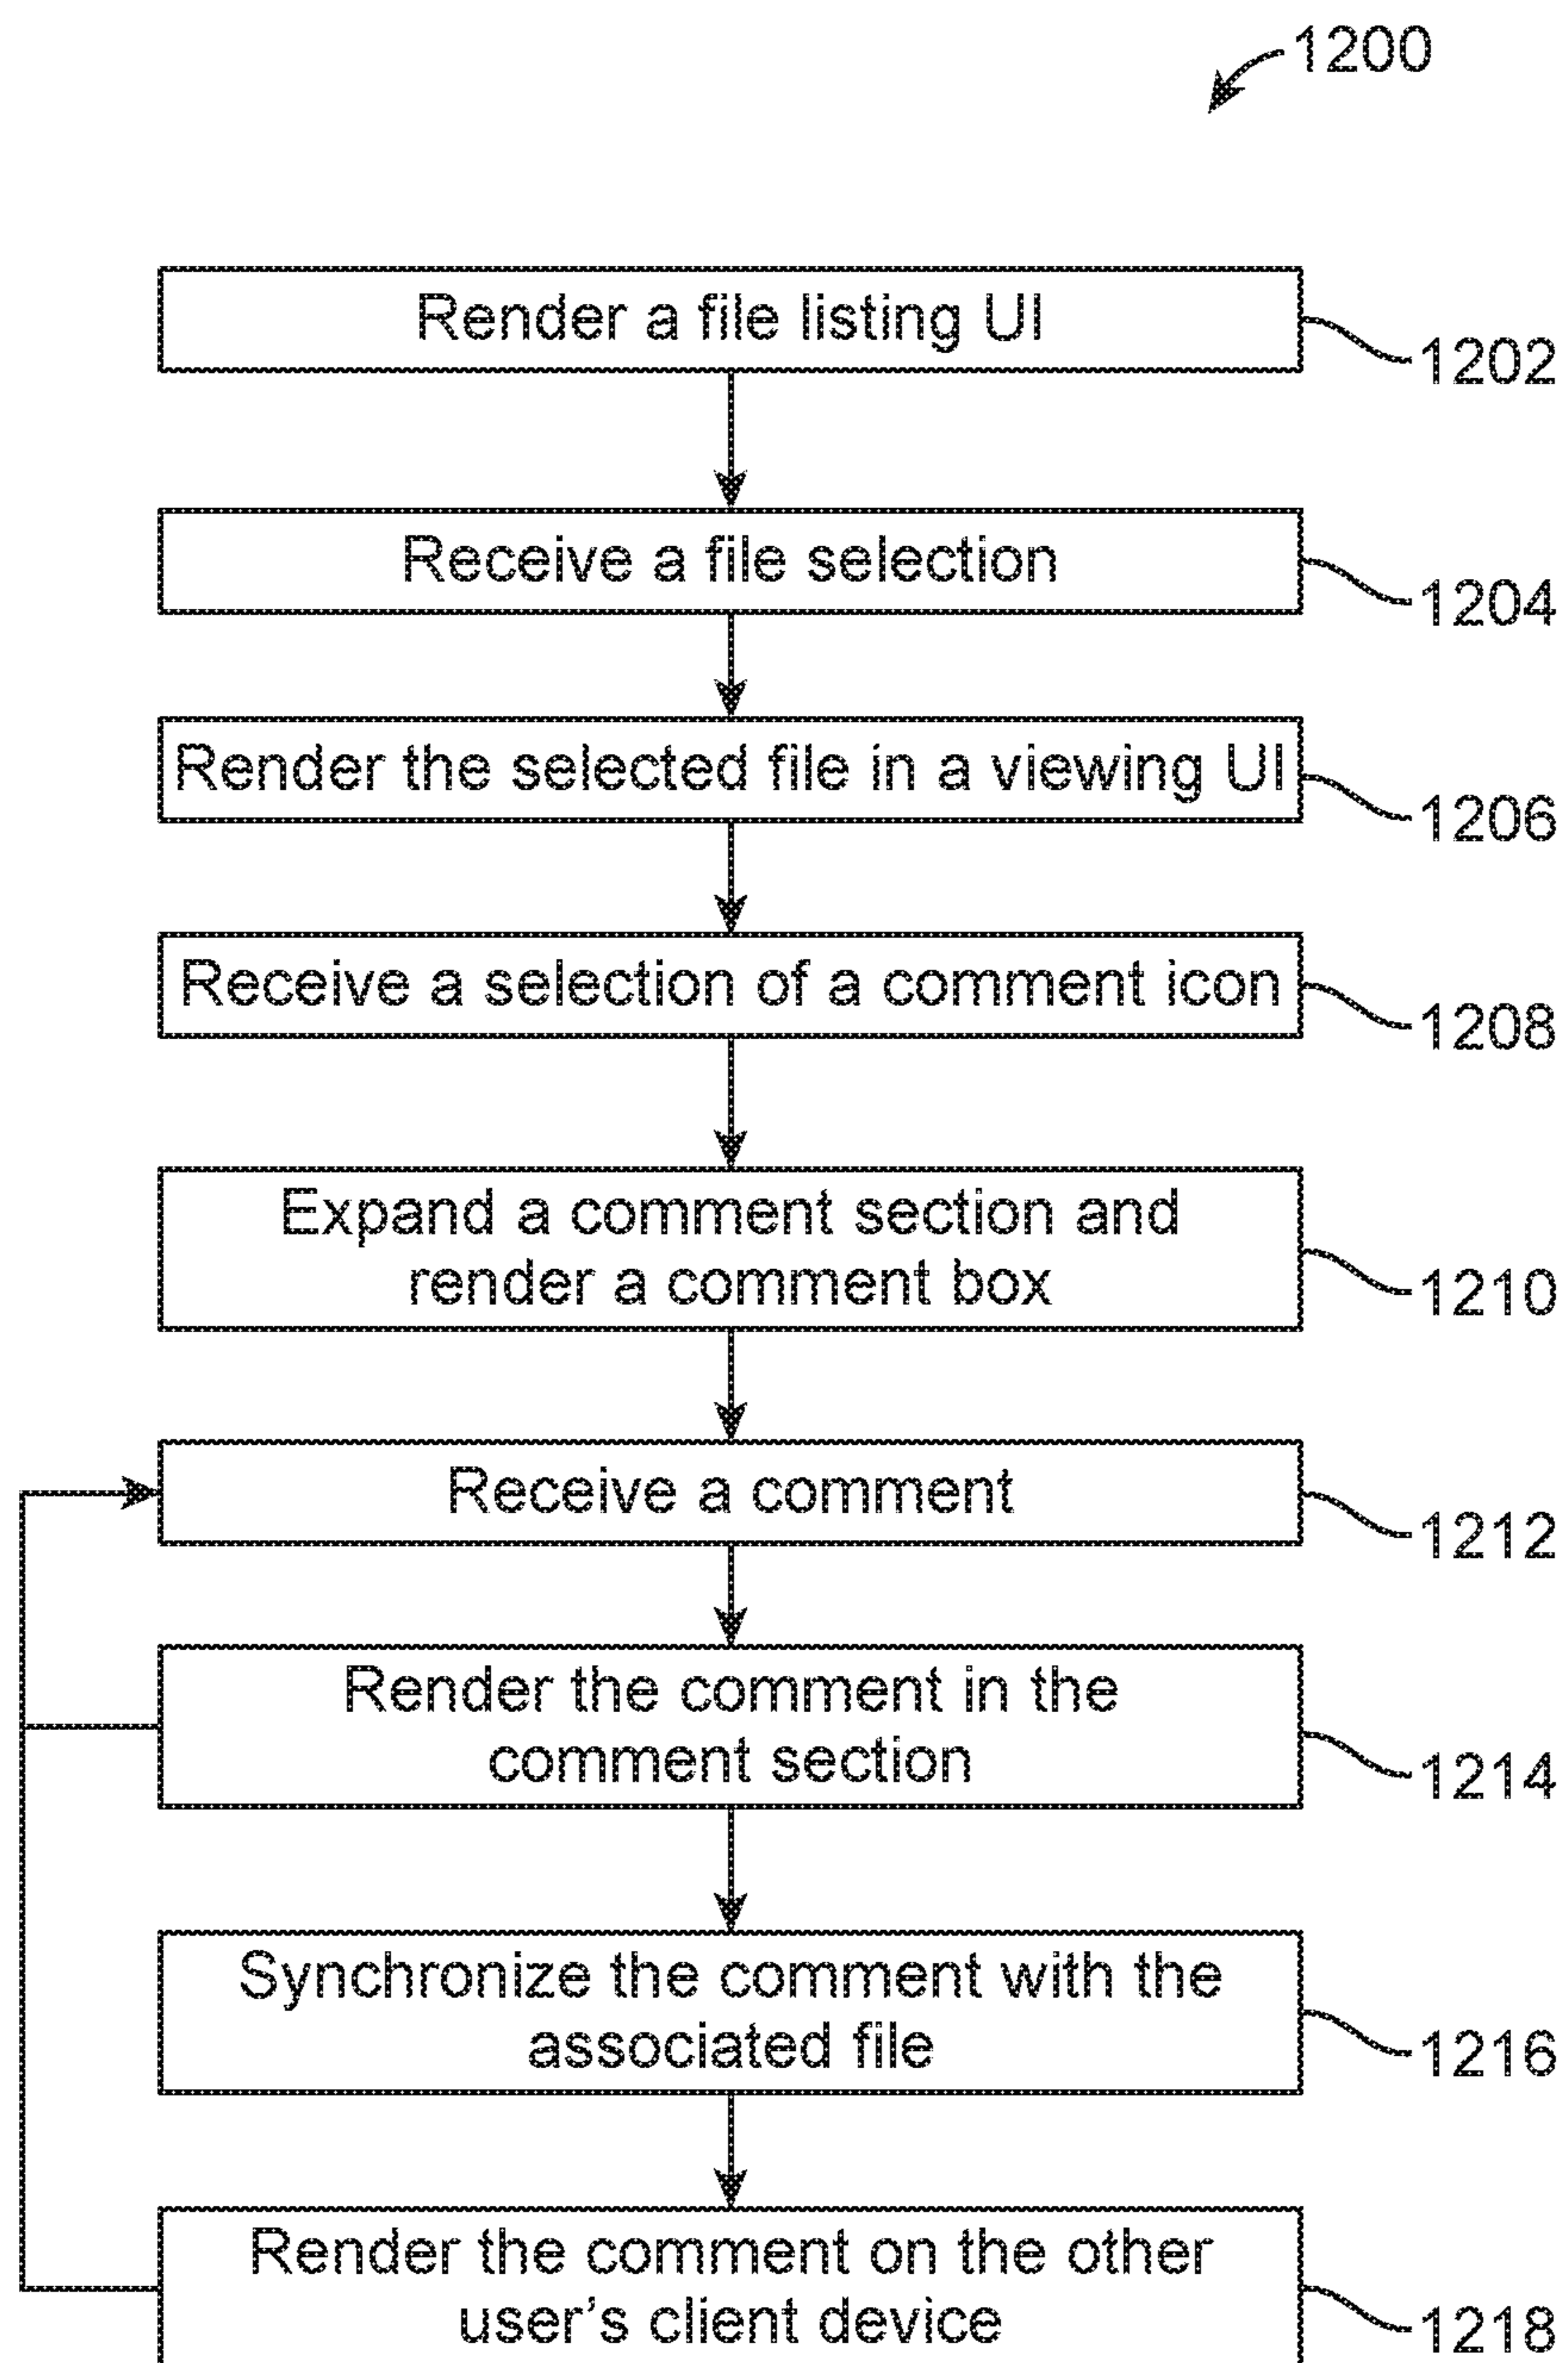 1200
Render a file listing UI
1202
Receive a file selection
1204
Render the selected file in a viewing UI
1206
Receive a selection of a comment icon
1208
Expand a comment section and
render a comment box
1210
Receive a comment
1212
Render the comment in the
comment section
1214
Synchronize the comment with the
associated file
1216
Render the comment on the other
user's client device
1218